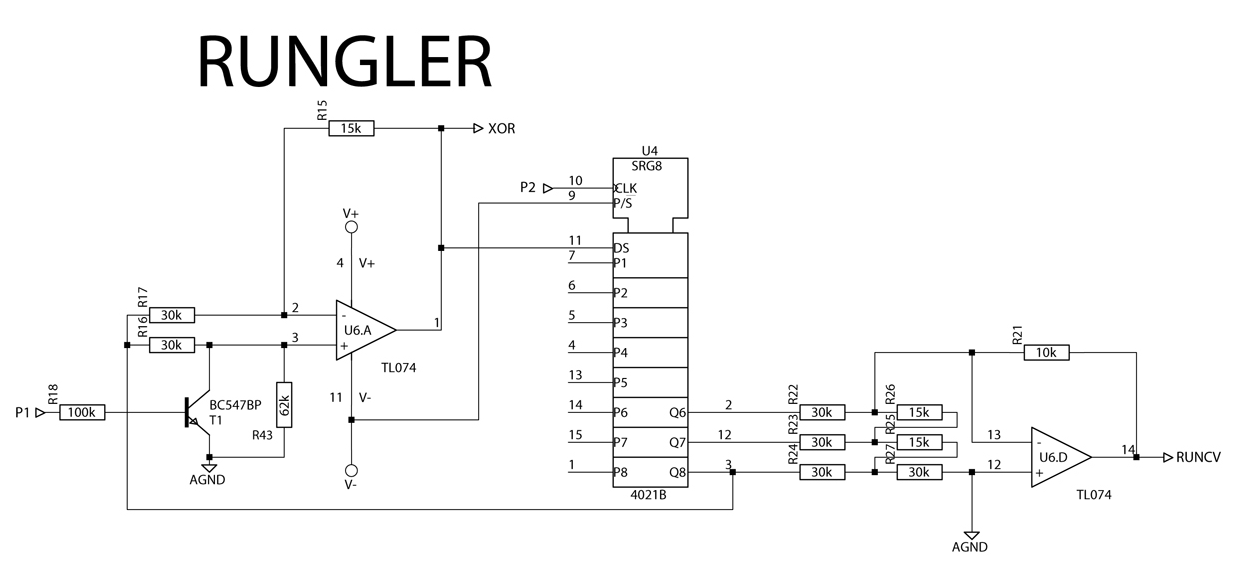 RUNGLER
R15
15k
XOR
U4
SRG8
P2
10
CLK
9
P/S
V+
4 V+
11
DS
7
P1
R17
30k
2
-
6
P2
R16
30k
3
+
U6.A
1
5
P3
TL074
4
P4
R21
10k
13
P5
11 V-
P1
R18
100k
BC547BP
T1
62k
R43
14
P6
Q6
2
R22
30k
R26
15k
15
P7
Q7
12
R23
30k
R25
15k
13
-
1
P8
Q8
3
R24
30k
R27
30k
12
+
U6.D
14
RUNCV
AGND
V-
4021B
TL074
AGND